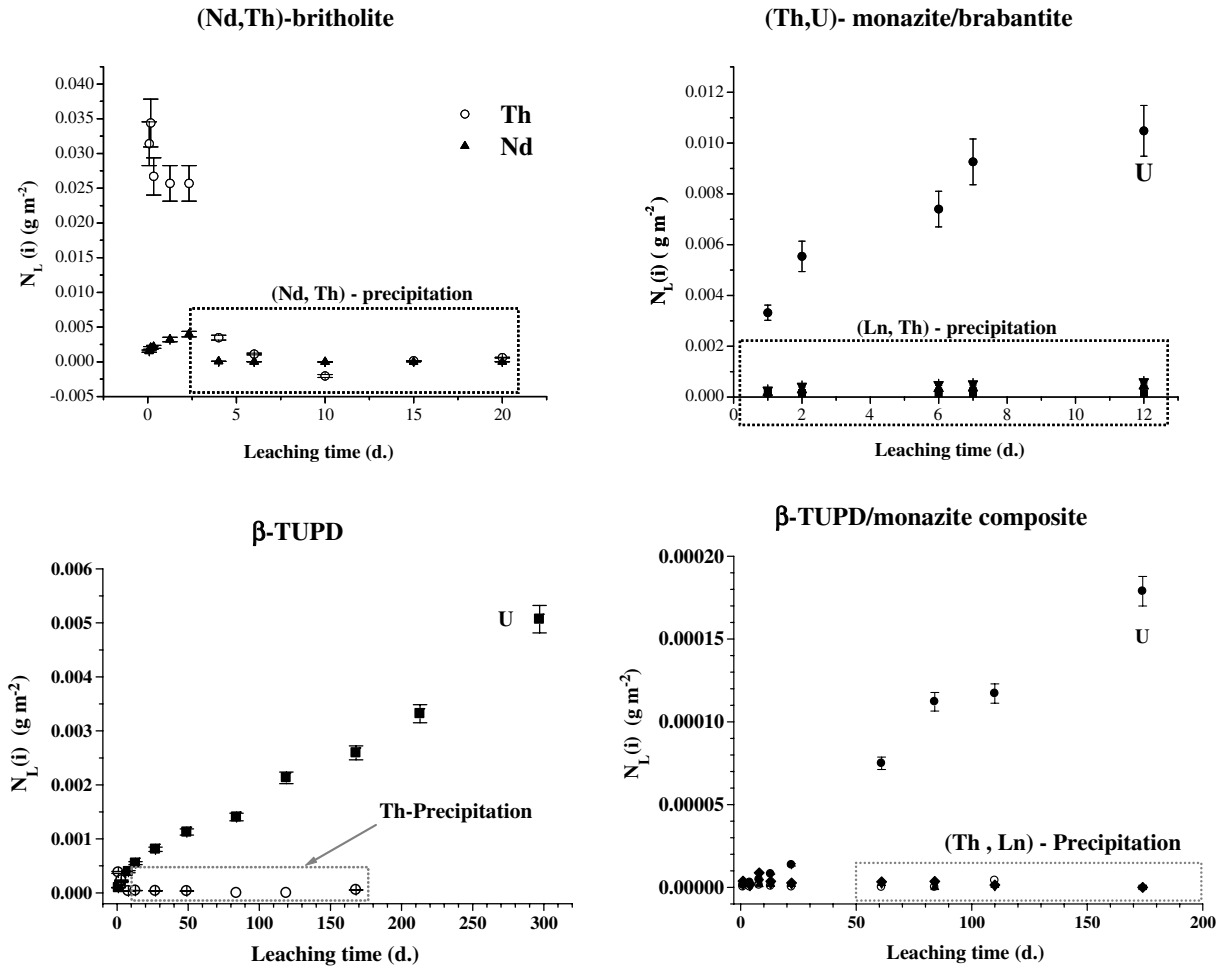 (Nd,Th)-britholite
0.040
0.035
0.030
0.025
0.020
0.015
0.010
0.005
0.000
-0.005
N_L (i) (g m⁻²)
Th
Nd
(Nd, Th) - precipitation
0 5 10 15 20
Leaching time (d.)
(Th,U)- monazite/brabantite
0.012
0.010
0.008
0.006
0.004
0.002
0.000
N_L(i) ( g m⁻²)
U
(Ln, Th) - precipitation
0 2 4 6 8 10 12
Leaching time (d.)
β-TUPD
0.006
0.005
0.004
0.003
0.002
0.001
0.000
N_L(i) (g m⁻²)
U
Th-Precipitation
0 50 100 150 200 250 300
Leaching time (d.)
β-TUPD/monazite composite
0.00020
0.00015
0.00010
0.00005
0.00000
N_L(i) (g m⁻²)
U
(Th , Ln) - Precipitation
0 50 100 150 200
Leaching time (d.)